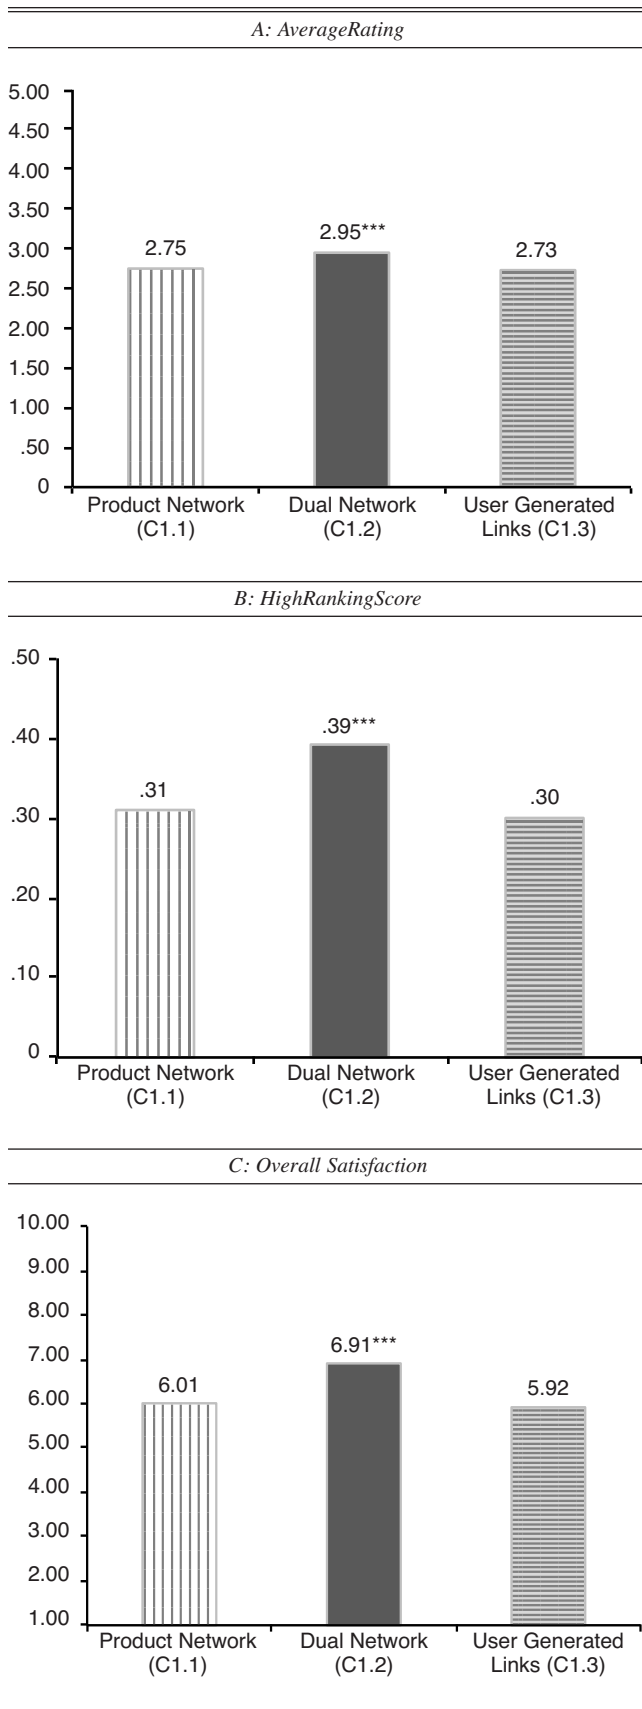 A: AverageRating
5.00
4.50
4.00
3.50
3.00
2.50
2.00
1.50
1.00
.50
0
2.75
2.95***
2.73
Product Network
(C1.1)
Dual Network
(C1.2)
User Generated
Links (C1.3)
B: HighRankingScore
.50
.40
.30
.20
.10
0
.31
.39***
.30
Product Network
(C1.1)
Dual Network
(C1.2)
User Generated
Links (C1.3)
C: Overall Satisfaction
10.00
9.00
8.00
7.00
6.00
5.00
4.00
3.00
2.00
1.00
6.01
6.91***
5.92
Product Network
(C1.1)
Dual Network
(C1.2)
User Generated
Links (C1.3)